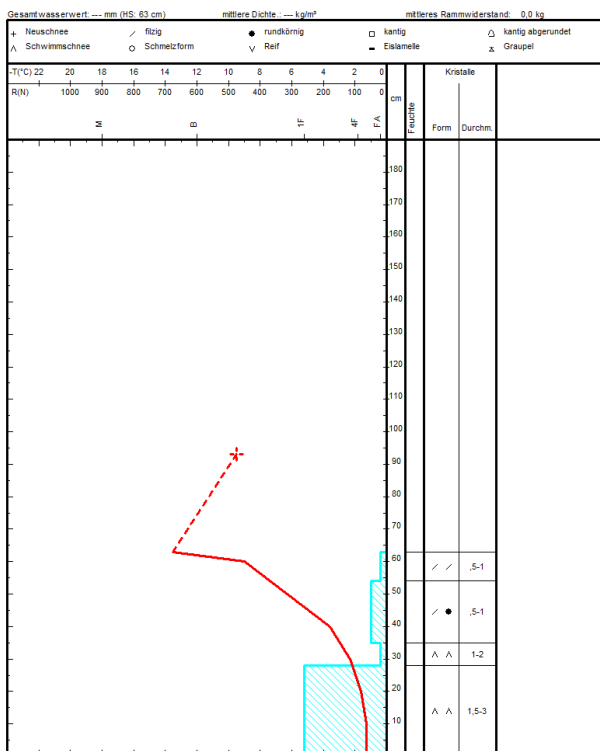 Gesamtwasserwert: --- mm (HS: 63 cm) mittlere Dichte.: --- kg/m³ mittleres Rammwiderstand: 0,0 kg
+ Neuschnee / filzig ● rundkörnig □ kantig kantig abgerundet
∧ Schwimmschnee ○ Schmelzform ∨ Reif Eislamelle Graupel
-T(°C) 22 20 18 16 14 12 10 8 6 4 2 0 cm Feuchte Kristalle
R(N) 1000 900 800 700 600 500 400 300 200 100 0
M B 1F 4F FA Form Durchm.
180
170
160
150
140
130
120
110
100
90
80
70
60 / / ,5-1
50
/ ● ,5-1
40
30 ∧ ∧ 1-2
20
∧ ∧ 1,5-3
10